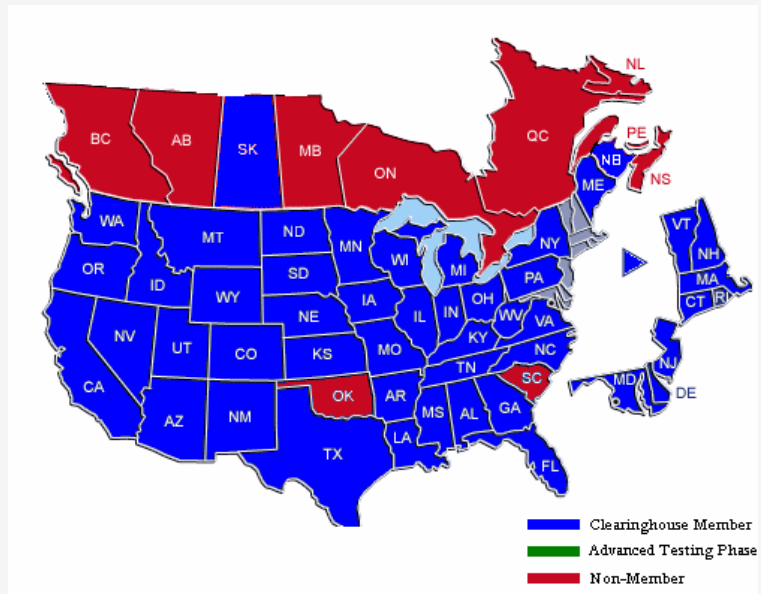 NL
QC
PE
BC
AB
SK
MB
ON
NB
NS
ME
WA
MT
ND
MN
WI
MI
NY
VT
NH
OR
ID
WY
SD
IA
IL
IN
OH
PA
MA
CT
RI
NV
UT
CO
NE
KS
MO
KY
WV
VA
NC
TN
NJ
MD
DE
CA
AZ
NM
OK
AR
SC
MS
AL
GA
LA
TX
FL
Clearinghouse Member
Advanced Testing Phase
Non-Member